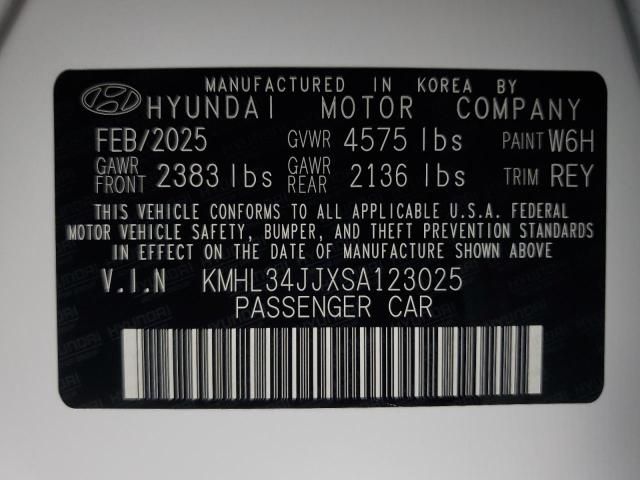 MANUFACTURED IN KOREA BY
HYUNDAI MOTOR COMPANY
FEB/2025 GVWR 4575 lbs PAINT W6H
GAWR FRONT 2383 lbs GAWR REAR 2136 lbs TRIM REY
THIS VEHICLE CONFORMS TO ALL APPLICABLE U.S.A. FEDERAL
MOTOR VEHICLE SAFETY, BUMPER, AND THEFT PREVENTION STANDARDS
IN EFFECT ON THE DATE OF MANUFACTURE SHOWN ABOVE
V.I.N KMHL34JJXSA123025
PASSENGER CAR